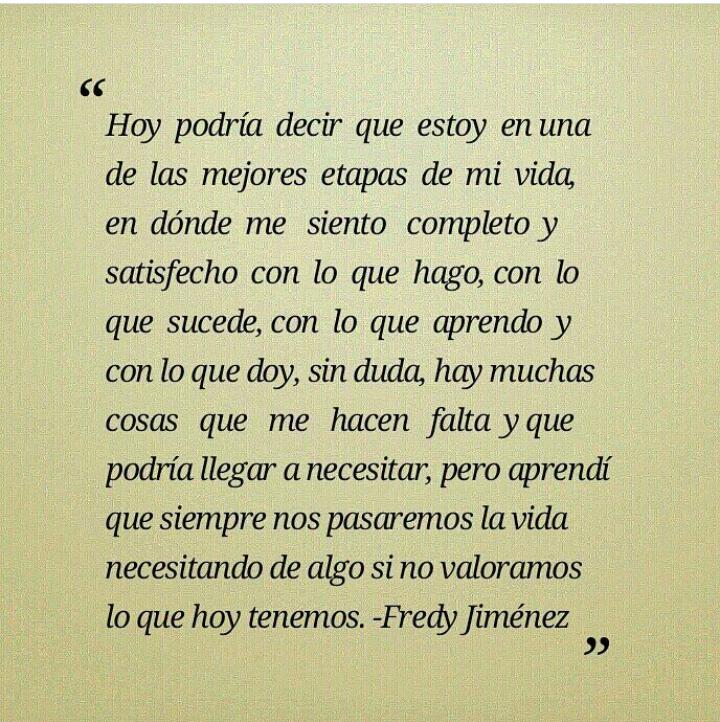 “
Hoy podría decir que estoy en una
de las mejores etapas de mi vida,
en dónde me siento completo y
satisfecho con lo que hago, con lo
que sucede, con lo que aprendo y
con lo que doy, sin duda, hay muchas
cosas que me hacen falta y que
podría llegar a necesitar, pero aprendí
que siempre nos pasaremos la vida
necesitando de algo si no valoramos
lo que hoy tenemos. -Fredy Jiménez
”